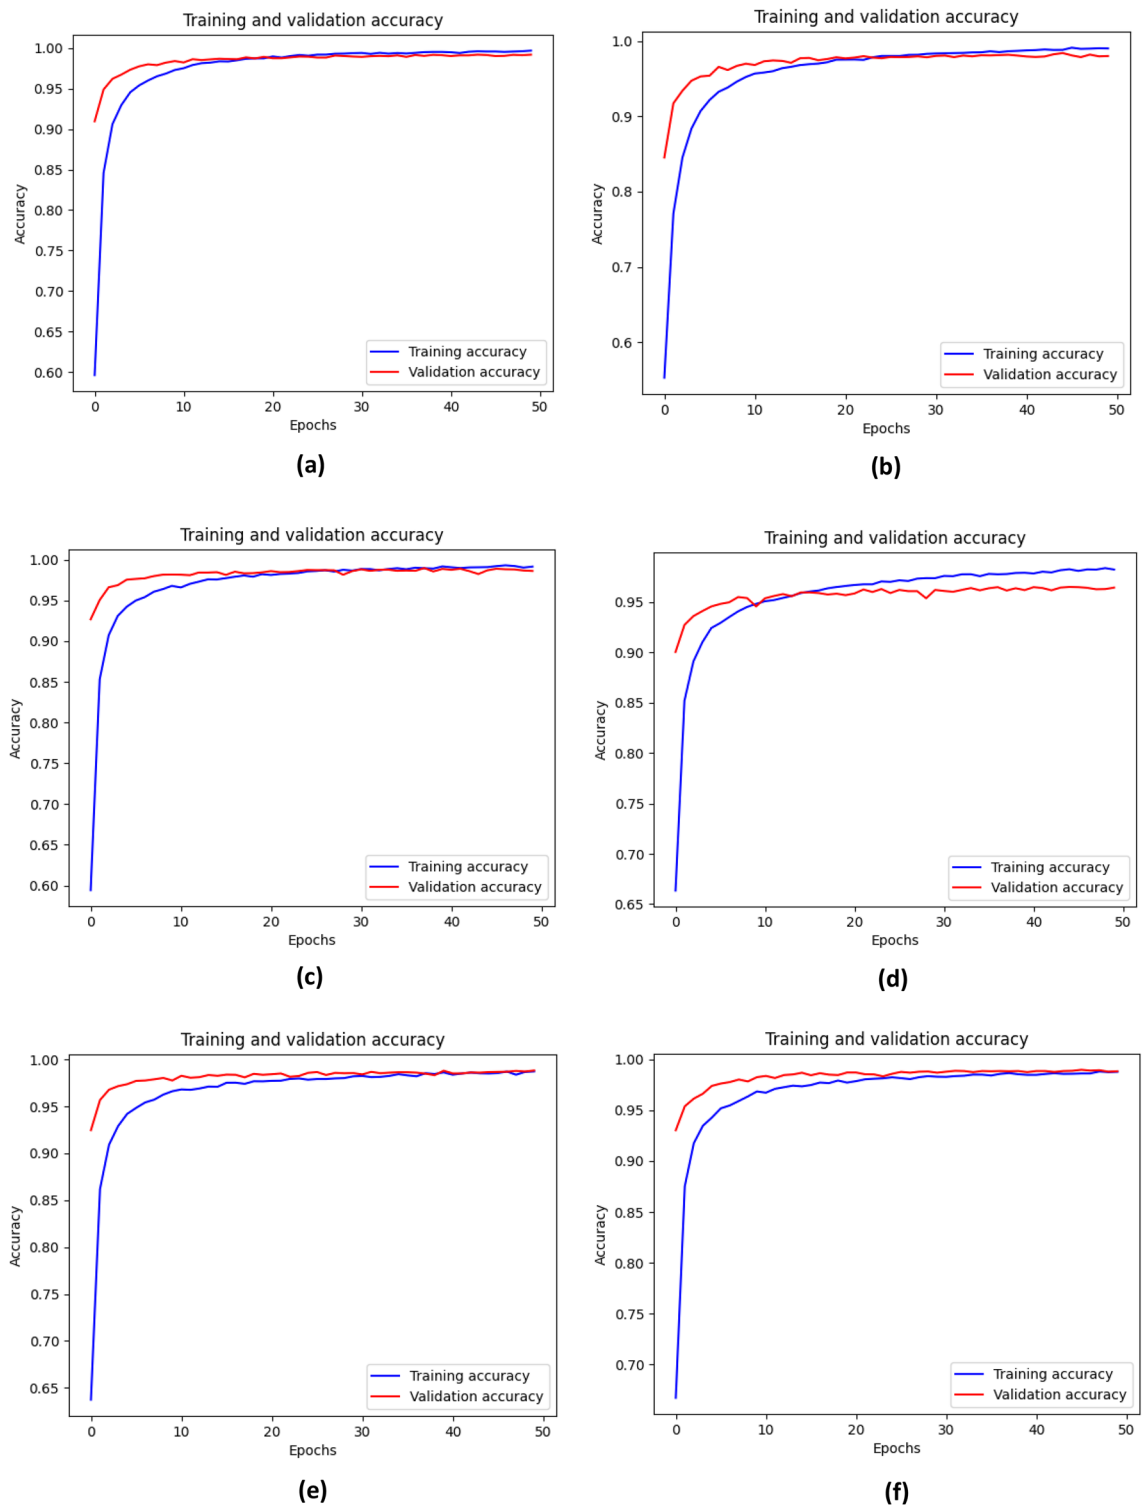 Training and validation accuracy
1.00
0.95
0.90
0.85
0.80
0.75
0.70
0.65
0.60
Accuracy
Training accuracy
Validation accuracy
0 10 20 30 40 50
Epochs
(a)
Training and validation accuracy
1.0
0.9
0.8
0.7
0.6
Accuracy
Training accuracy
Validation accuracy
0 10 20 30 40 50
Epochs
(b)
Training and validation accuracy
1.00
0.95
0.90
0.85
0.80
0.75
0.70
0.65
0.60
Accuracy
Training accuracy
Validation accuracy
0 10 20 30 40 50
Epochs
(c)
Training and validation accuracy
0.95
0.90
0.85
0.80
0.75
0.70
0.65
Accuracy
Training accuracy
Validation accuracy
0 10 20 30 40 50
Epochs
(d)
Training and validation accuracy
1.00
0.95
0.90
0.85
0.80
0.75
0.70
0.65
Accuracy
Training accuracy
Validation accuracy
0 10 20 30 40 50
Epochs
(e)
Training and validation accuracy
1.00
0.95
0.90
0.85
0.80
0.75
0.70
Accuracy
Training accuracy
Validation accuracy
0 10 20 30 40 50
Epochs
(f)